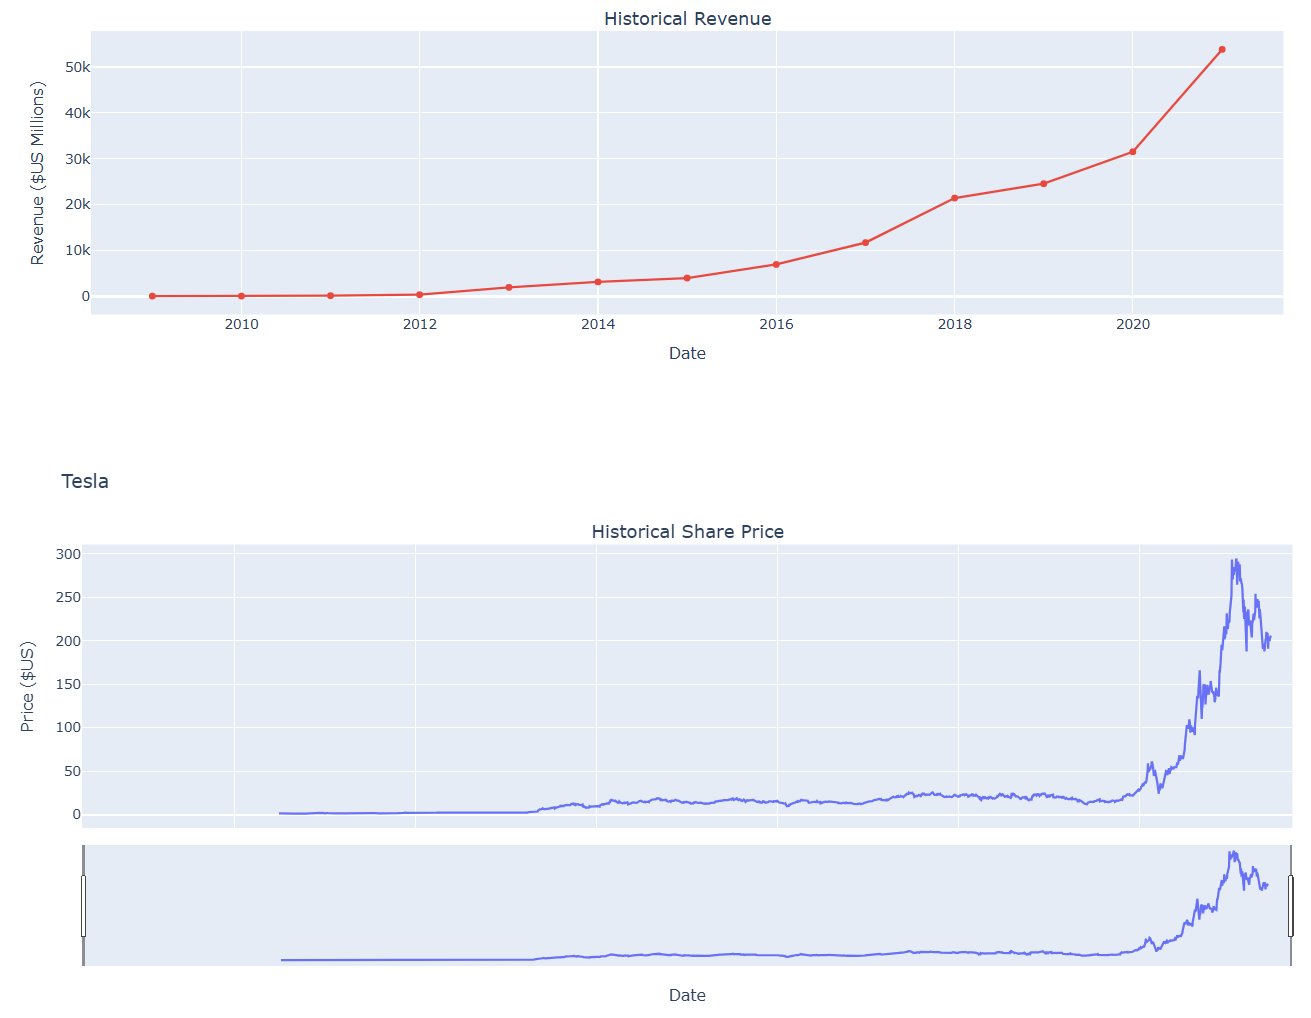 Historical Revenue
50k
40k
30k
20k
10k
0
Revenue ($US Millions)
2010 2012 2014 2016 2018 2020
Date
Tesla
Historical Share Price
300
250
200
150
100
50
0
Price ($US)
Date